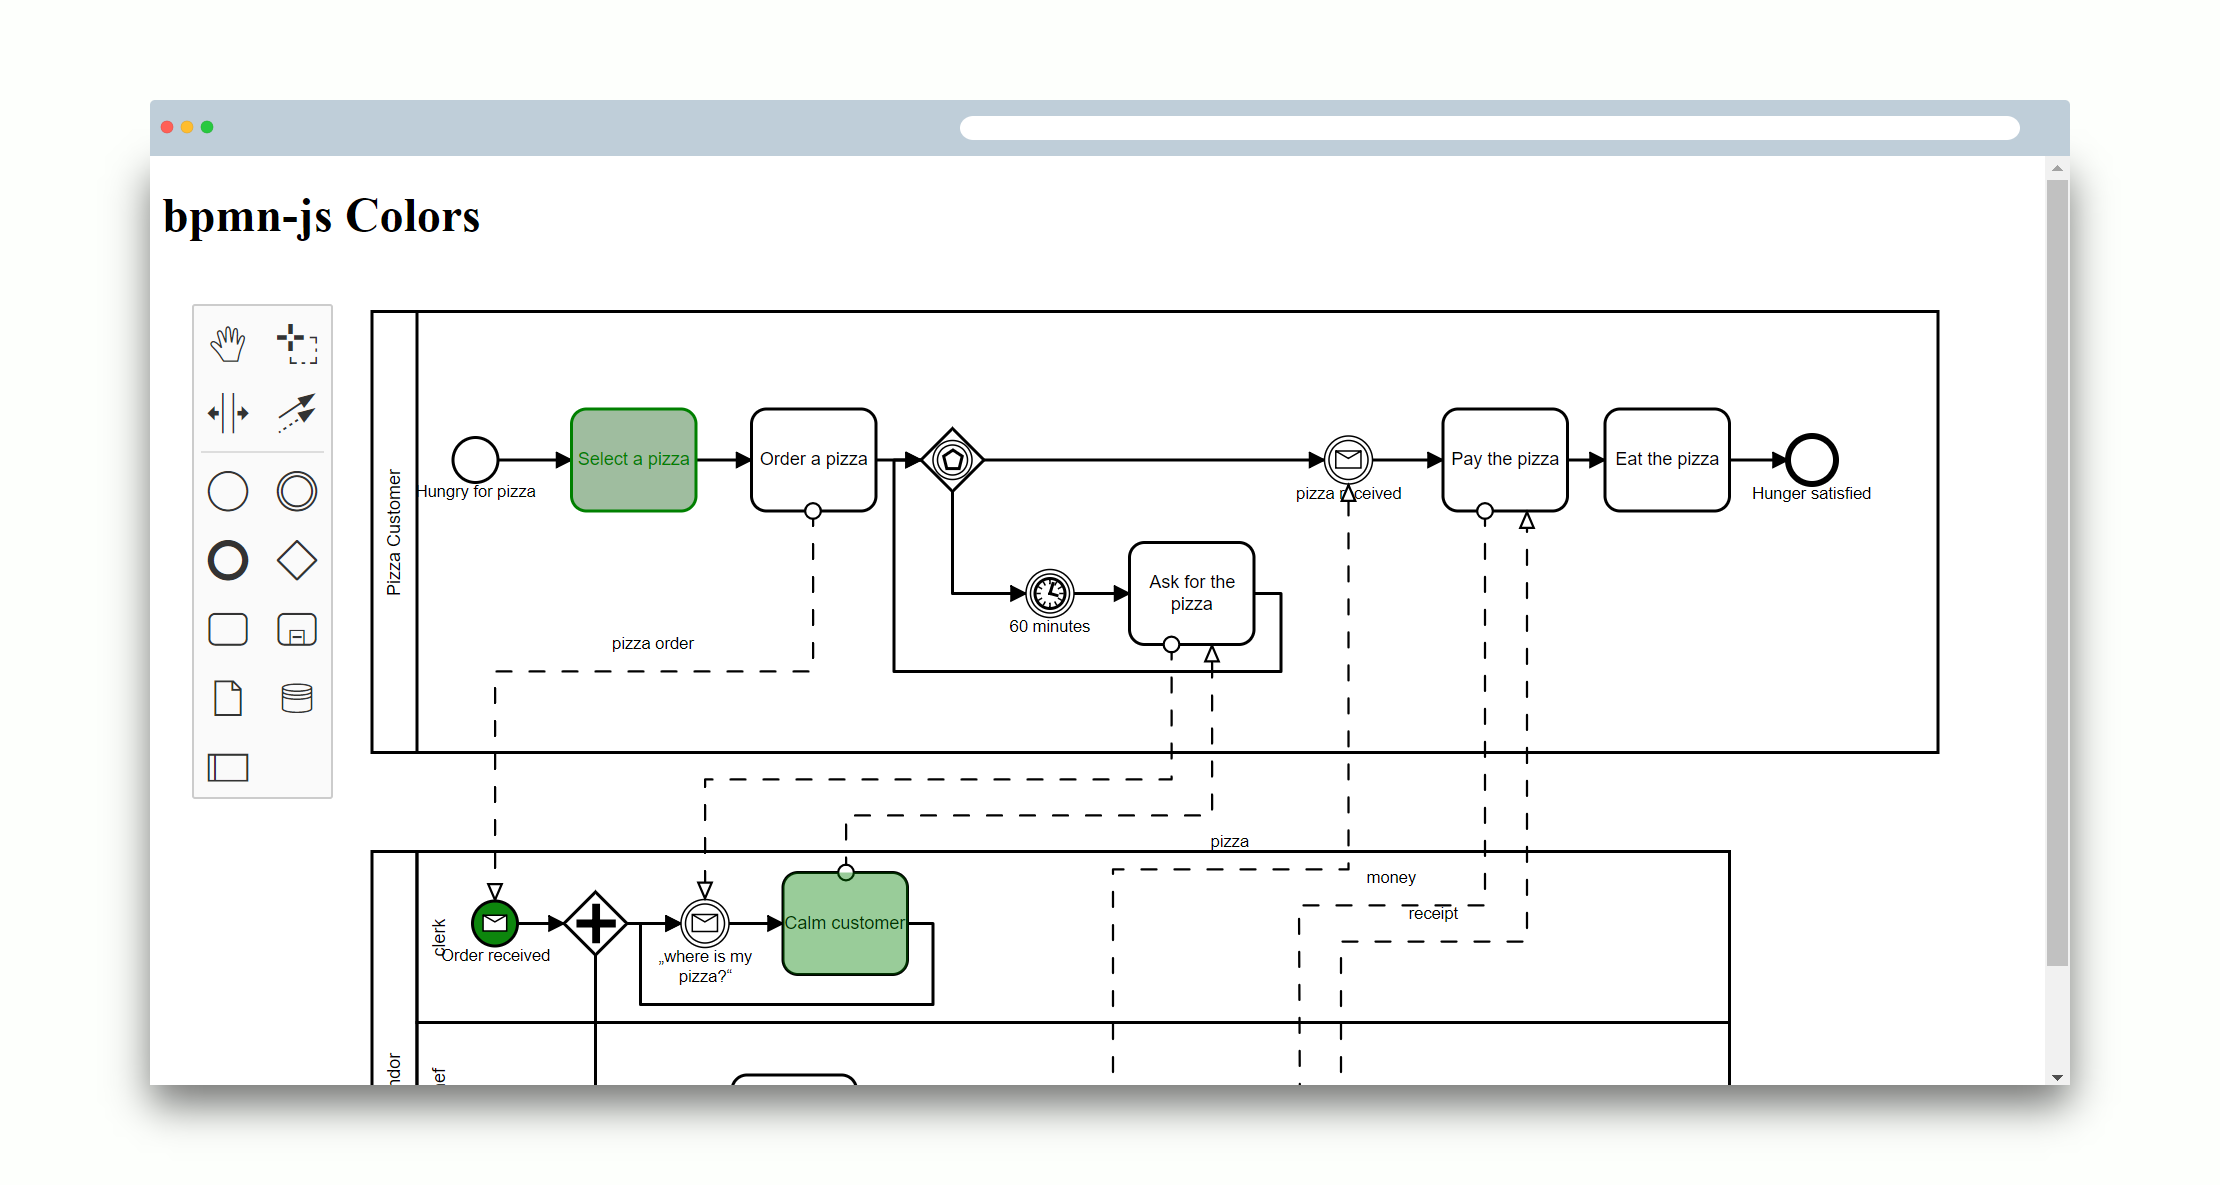 bpmn-js Colors
Pizza Customer
Hungry for pizza
Select a pizza
Order a pizza
pizza received
Pay the pizza
Eat the pizza
Hunger satisfied
60 minutes
Ask for the
pizza
pizza order
pizza
money
receipt
clerk
Order received
„where is my
pizza?“
Calm customer
ndor
ef